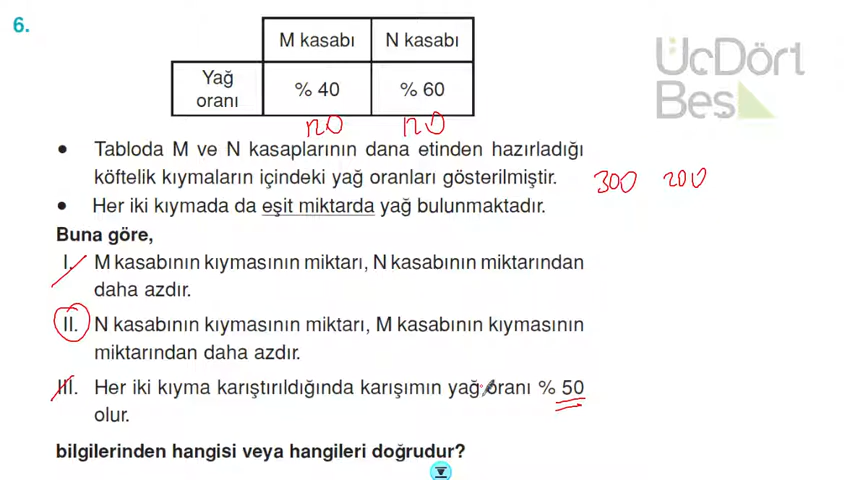 6.
M kasabı N kasabı
Yağ
oranı
% 40 % 60
120 120
ÜçDört
Beş
• Tabloda M ve N kasaplarının dana etinden hazırladığı
köftelik kıymaların içindeki yağ oranları gösterilmiştir.
300 200
• Her iki kıymada da eşit miktarda yağ bulunmaktadır.
Buna göre,
I. M kasabının kıymasının miktarı, N kasabının miktarından
daha azdır.
II. N kasabının kıymasının miktarı, M kasabının kıymasının
miktarından daha azdır.
III. Her iki kıyma karıştırıldığında karışımın yağ oranı % 50
olur.
bilgilerinden hangisi veya hangileri doğrudur?